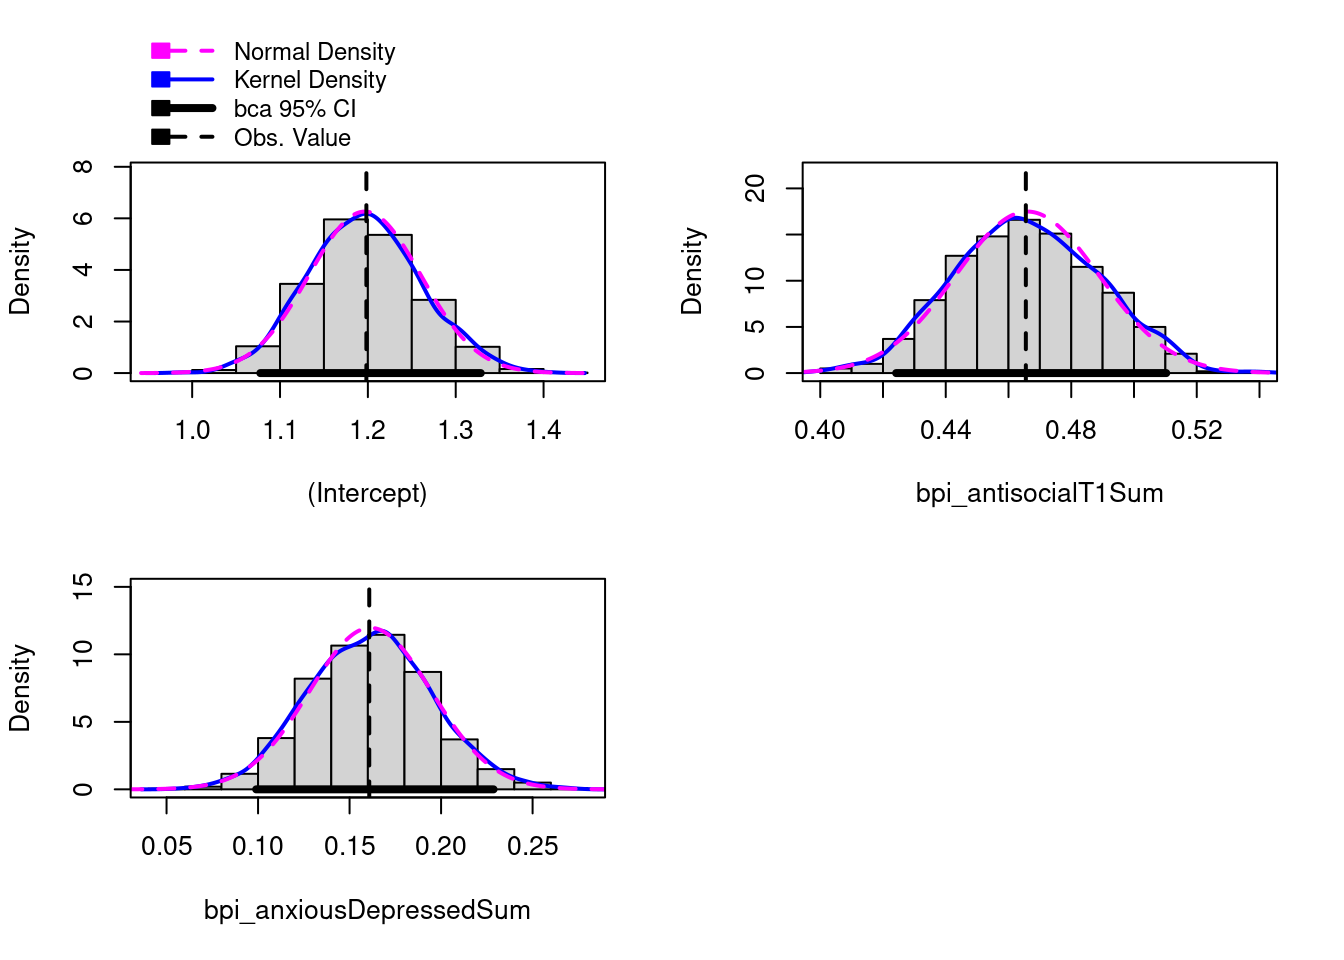 Normal Density
Kernel Density
bca 95% CI
Obs. Value
Density
0 2 4 6 8
1.0 1.1 1.2 1.3 1.4
(Intercept)
Density
0 5 10 20
0.40 0.44 0.48 0.52
bpi_antisocialT1Sum
Density
0 5 10 15
0.05 0.10 0.15 0.20 0.25
bpi_anxiousDepressedSum